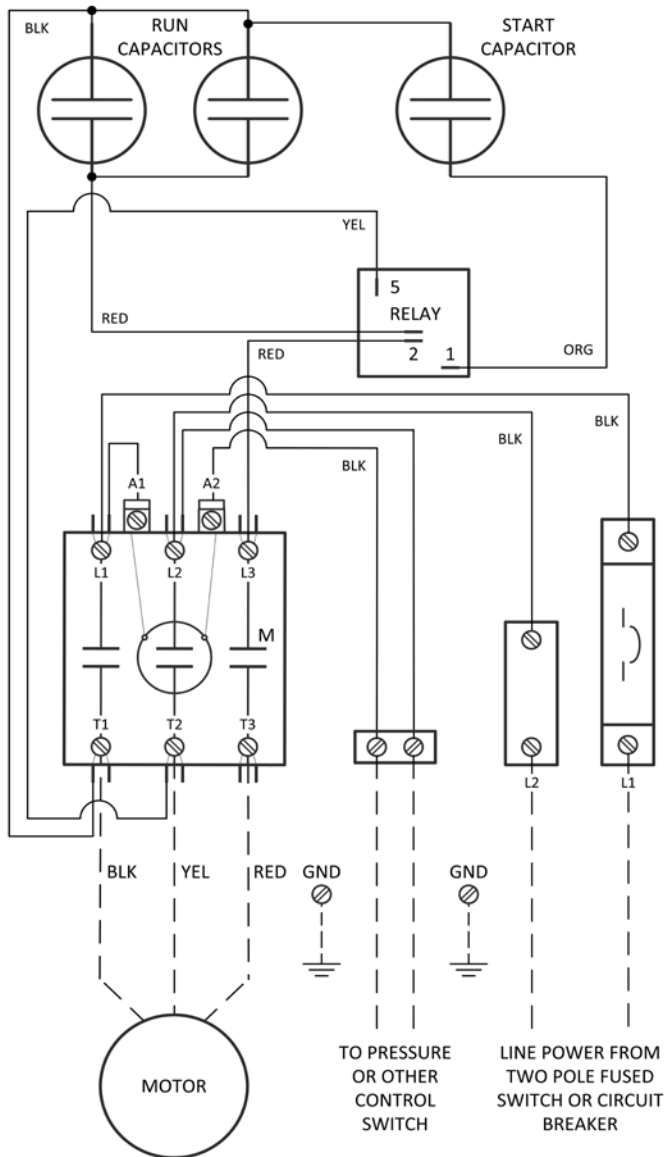 BLK
RUN
CAPACITORS
START
CAPACITOR
YEL
5
RELAY
2
1
RED
RED
ORG
BLK
BLK
BLK
A1
A2
L1
L2
L3
M
T1
T2
T3
L2
L1
BLK
YEL
RED
GND
GND
MOTOR
TO PRESSURE
OR OTHER
CONTROL
SWITCH
LINE POWER FROM
TWO POLE FUSED
SWITCH OR CIRCUIT
BREAKER